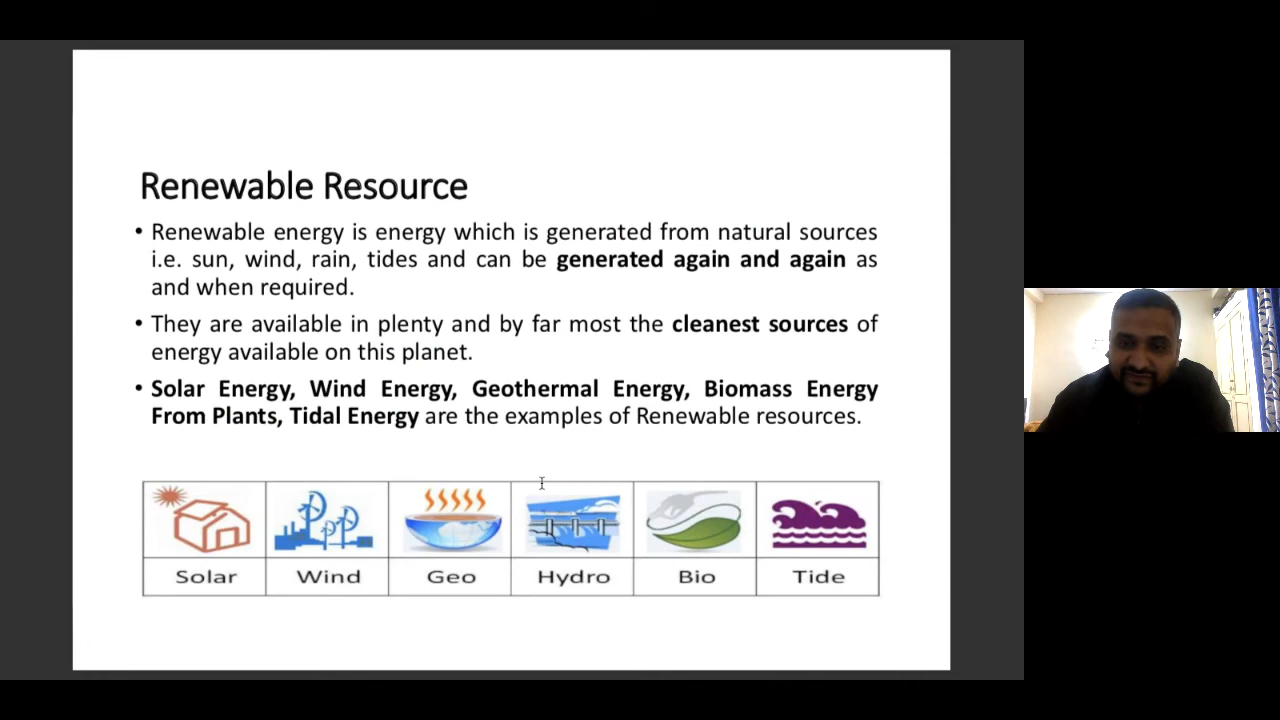 Renewable Resource
• Renewable energy is energy which is generated from natural sources
i.e. sun, wind, rain, tides and can be generated again and again as
and when required.
• They are available in plenty and by far most the cleanest sources of
energy available on this planet.
• Solar Energy, Wind Energy, Geothermal Energy, Biomass Energy
From Plants, Tidal Energy are the examples of Renewable resources.
Solar Wind Geo Hydro Bio Tide